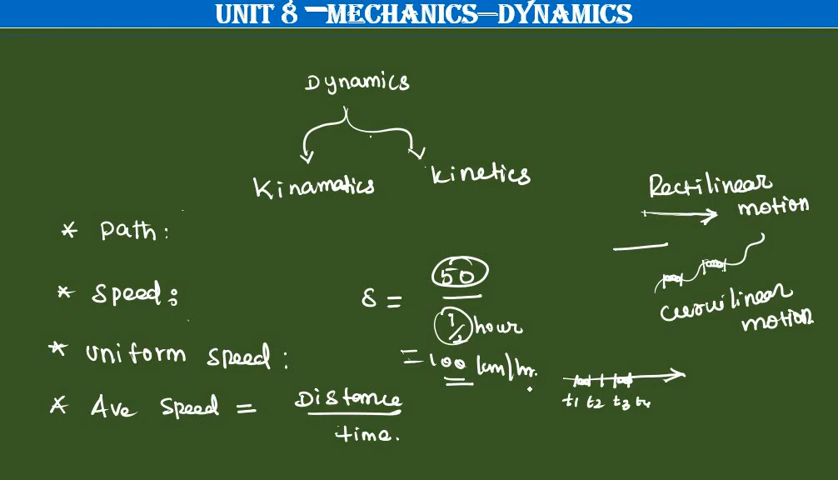 UNIT 8 – MECHANICS–DYNAMICS
Dynamics
Kinamatics
Kinetics
Rectilinear
motion
* Path:
* Speed:
S = 50
1/2 hour
= 100 km/hr.
curvilinear
motion
* Uniform speed:
* Ave speed = Distance
time.
t1 t2 t3 t4